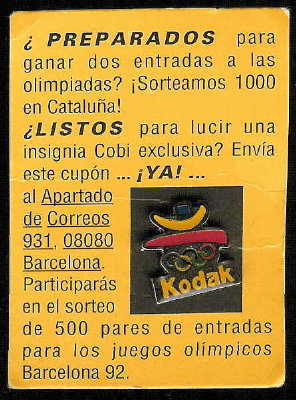 ¿ PREPARADOS para
ganar dos entradas a las
olimpiadas? ¡Sorteamos 1000
en Cataluña!
¿LISTOS para lucir una
insignia Cobi exclusiva? Envía
este cupón ... ¡YA! ...
al Apartado
de Correos
931, 08080
Barcelona.
Participarás
en el sorteo
de 500 pares de entradas
para los juegos olímpicos
Barcelona 92.
Kodak